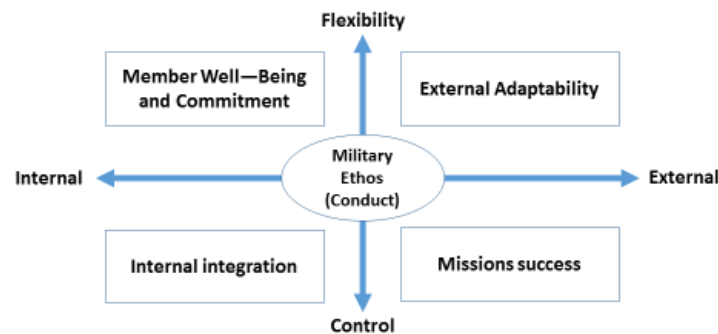 Flexibility
Member Well—Being
and Commitment
External Adaptability
Military
Ethos
(Conduct)
Internal
External
Internal integration
Missions success
Control